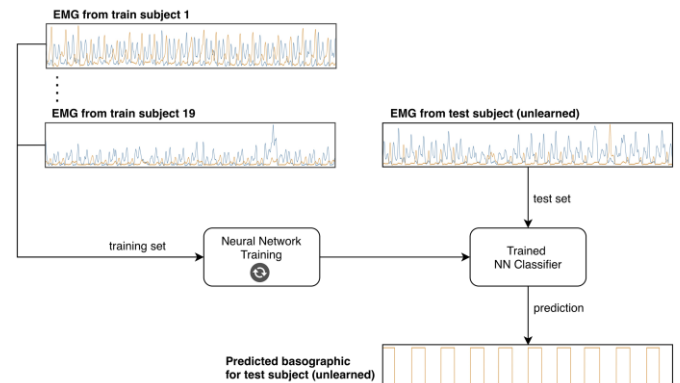 EMG from train subject 1
EMG from train subject 19
EMG from test subject (unlearned)
test set
training set
Neural Network
Training
Trained
NN Classifier
prediction
Predicted basographic
for test subject (unlearned)